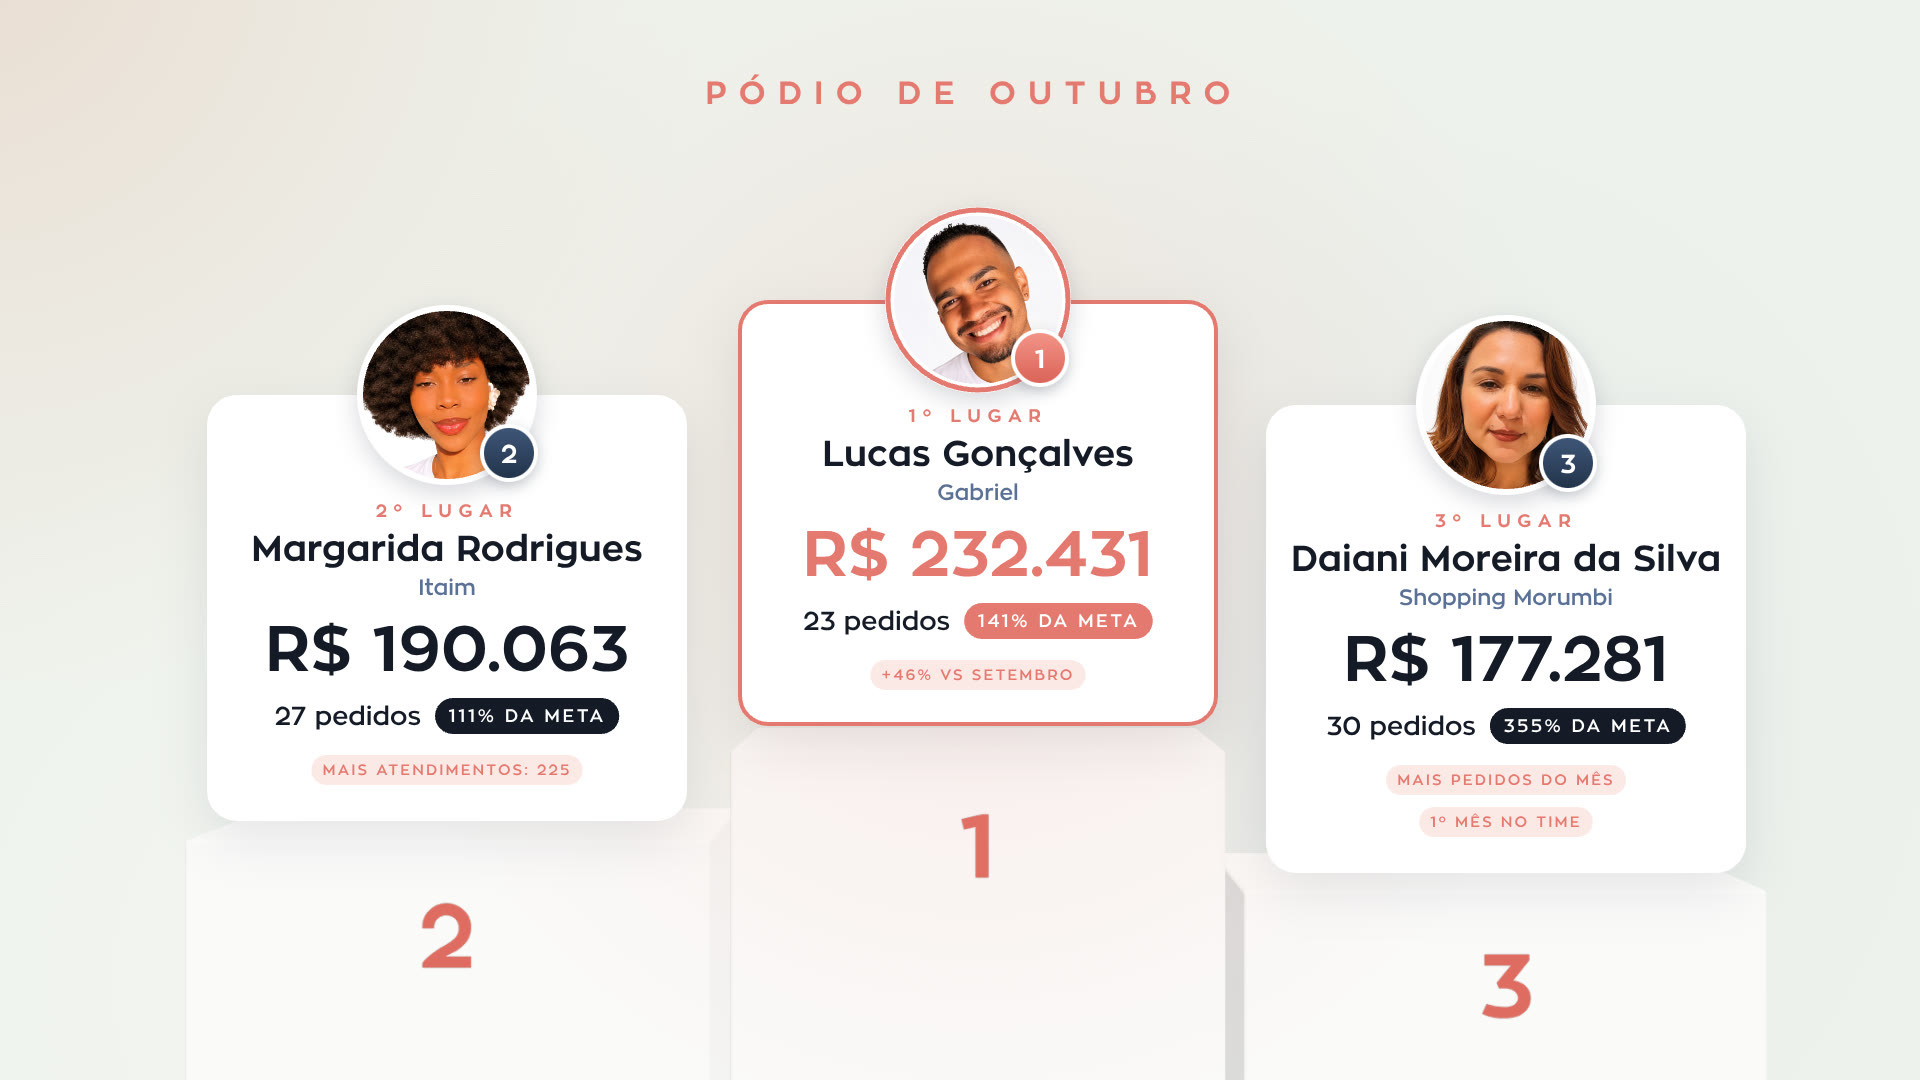 PÓDIO DE OUTUBRO
2
2º LUGAR
Margarida Rodrigues
Itaim
R$ 190.063
27 pedidos 111% DA META
MAIS ATENDIMENTOS: 225
2
1
1º LUGAR
Lucas Gonçalves
Gabriel
R$ 232.431
23 pedidos 141% DA META
+46% VS SETEMBRO
1
3
3º LUGAR
Daiani Moreira da Silva
Shopping Morumbi
R$ 177.281
30 pedidos 355% DA META
MAIS PEDIDOS DO MÊS
1º MÊS NO TIME
3